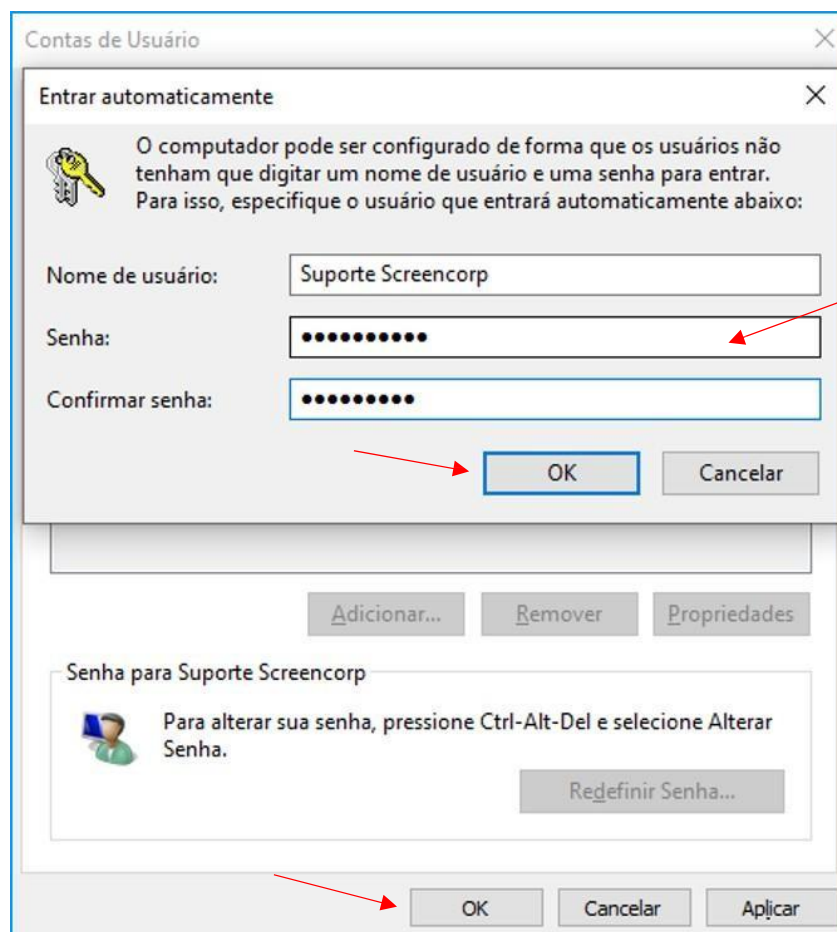 Contas de Usuário
Entrar automaticamente
O computador pode ser configurado de forma que os usuários não
tenham que digitar um nome de usuário e uma senha para entrar.
Para isso, especifique o usuário que entrará automaticamente abaixo:
Nome de usuário: Suporte Screencorp
Senha: ●●●●●●●●●●
Confirmar senha: ●●●●●●●●●
OK Cancelar
Adicionar... Remover Propriedades
Senha para Suporte Screencorp
Para alterar sua senha, pressione Ctrl-Alt-Del e selecione Alterar
Senha.
Redefinir Senha...
OK Cancelar Aplicar